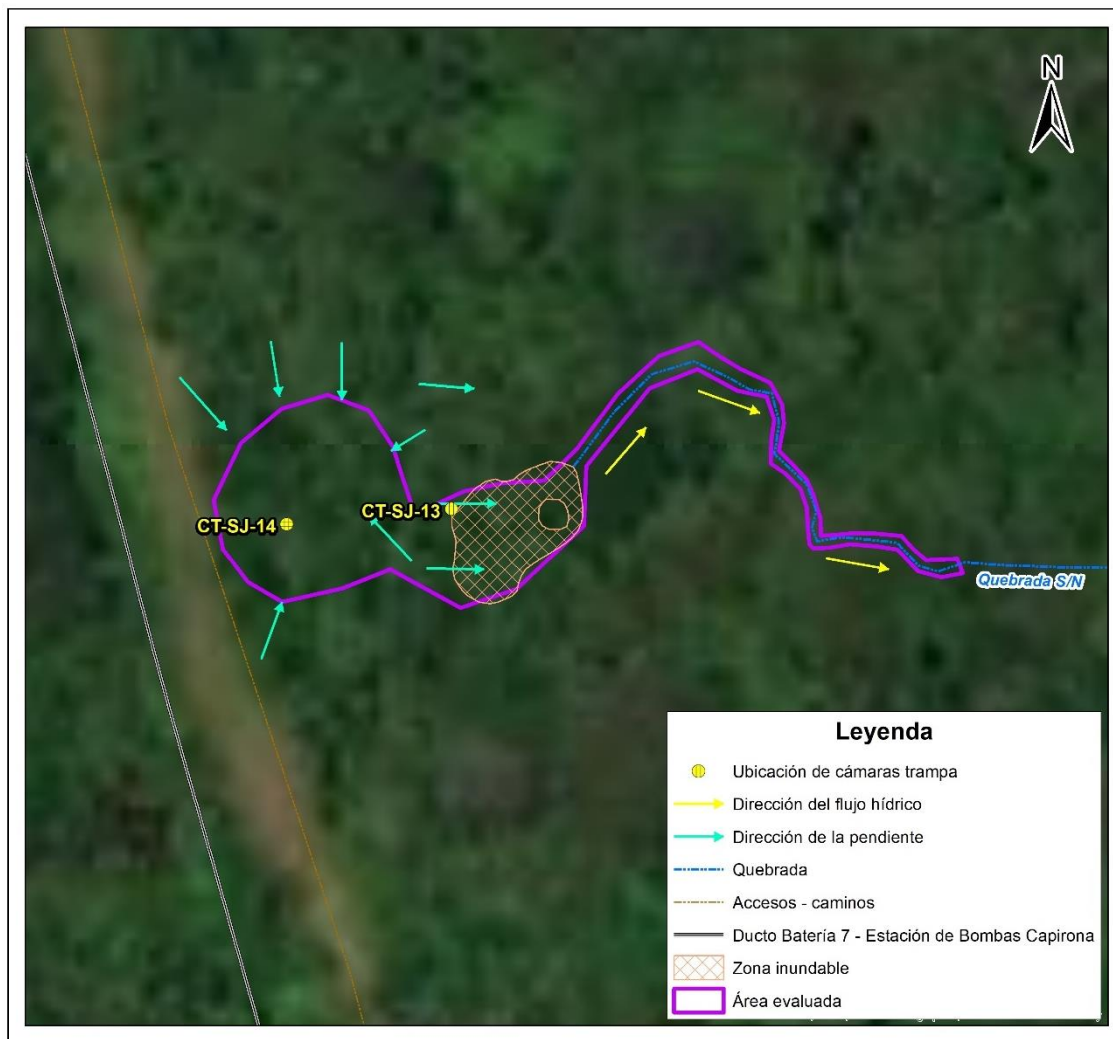 N
CT-SJ-13
CT-SJ-14
Quebrada S/N
Leyenda
Ubicación de cámaras trampa
Dirección del flujo hídrico
Dirección de la pendiente
Quebrada
Accesos - caminos
Ducto Batería 7 - Estación de Bombas Capirona
Zona inundable
Área evaluada